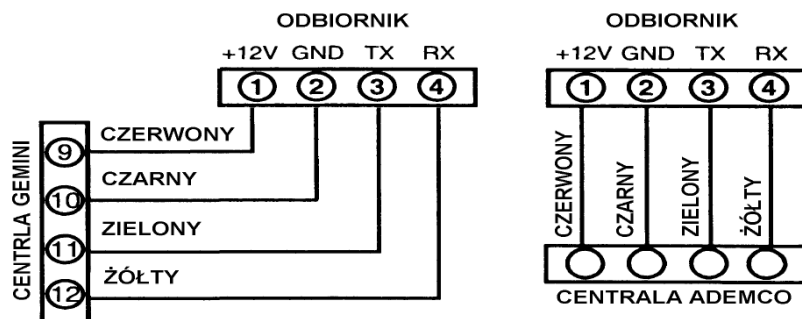 ODBIORNIK
+12V GND TX RX
1 2 3 4
CENTRLA GEMINI
9 CZERWONY
10 CZARNY
11 ZIELONY
12 ŻÓŁTY
ODBIORNIK
+12V GND TX RX
1 2 3 4
CZERWONY
CZARNY
ZIELONY
ŻÓŁTY
CENTRALA ADEMCO